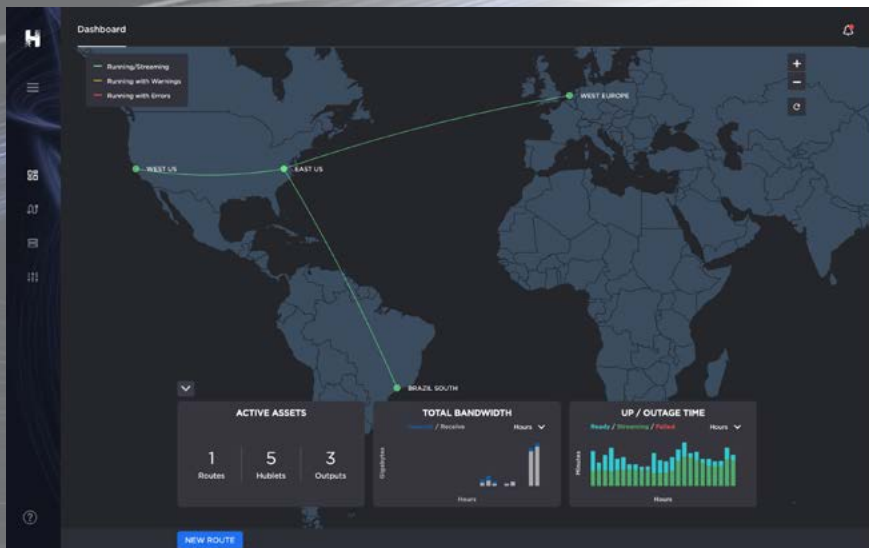 H
Dashboard
Running/Streaming
Running with Warnings
Running with Errors
+
−
WEST EUROPE
WEST US
EAST US
BRAZIL SOUTH
ACTIVE ASSETS
1
Routes
5
Hublets
3
Outputs
TOTAL BANDWIDTH
/ Receive
Hours
Gigabytes
Hours
UP / OUTAGE TIME
Ready / Streaming / Failed
Hours
Minutes
Hours
?
NEW ROUTE